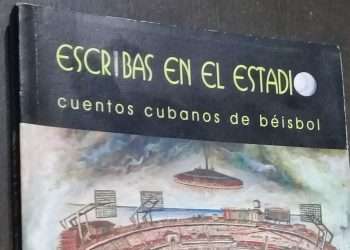 ESCRIBAS EN EL ESTADIO
cuentos cubanos de béisbol